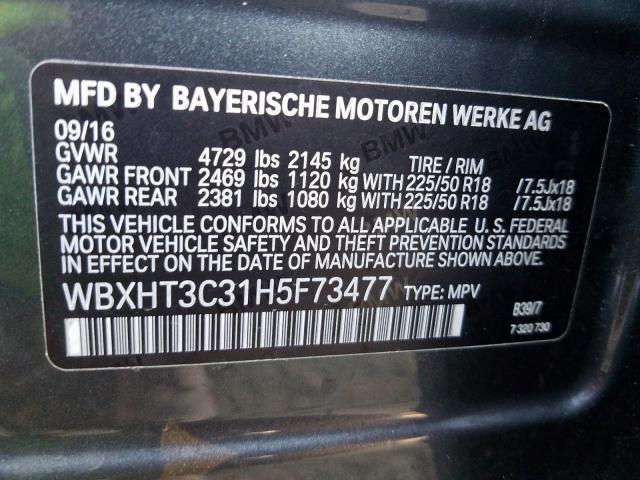 MFD BY BAYERISCHE MOTOREN WERKE AG
09/16
GVWR 4729 lbs 2145 kg TIRE / RIM
GAWR FRONT 2469 lbs 1120 kg WITH 225/50 R18 /7.5Jx18
GAWR REAR 2381 lbs 1080 kg WITH 225/50 R18 /7.5Jx18
THIS VEHICLE CONFORMS TO ALL APPLICABLE U. S. FEDERAL
MOTOR VEHICLE SAFETY AND THEFT PREVENTION STANDARDS
IN EFFECT ON THE DATE OF MANUFACTURE SHOWN ABOVE.
WBXHT3C31H5F73477 TYPE: MPV
B39/7
7 320 730